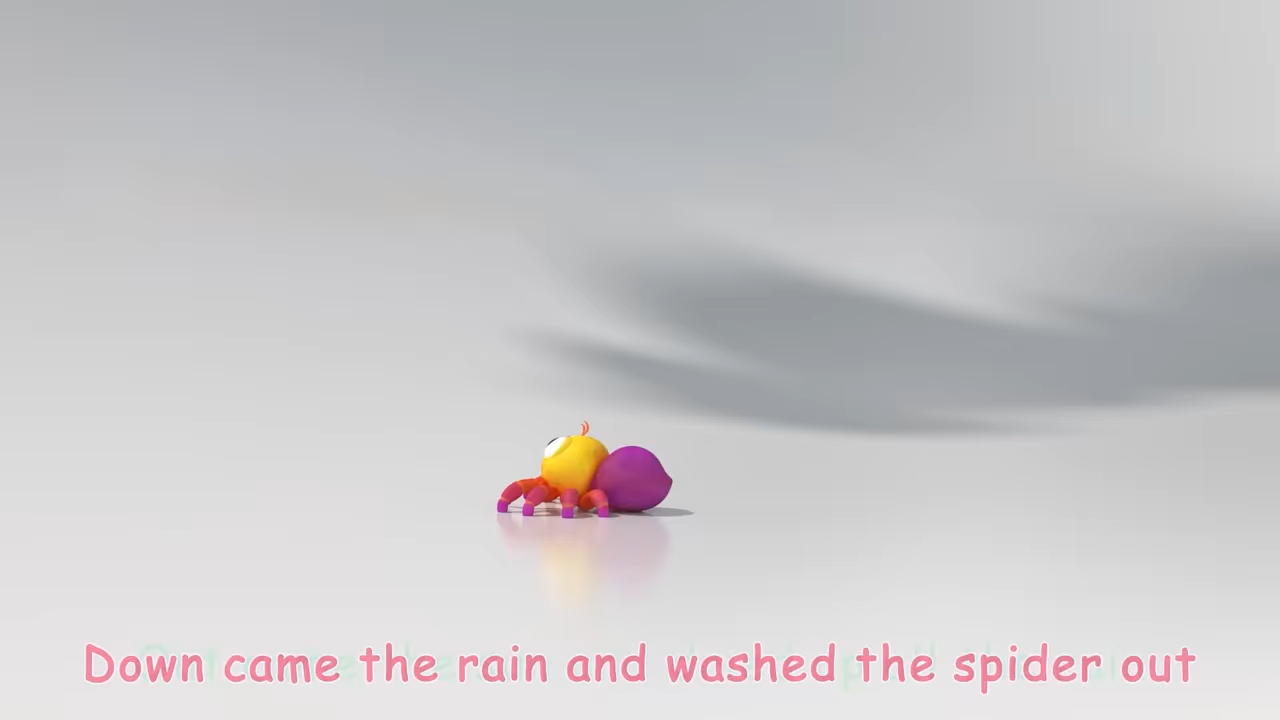 Down came the rain and washed the spider out